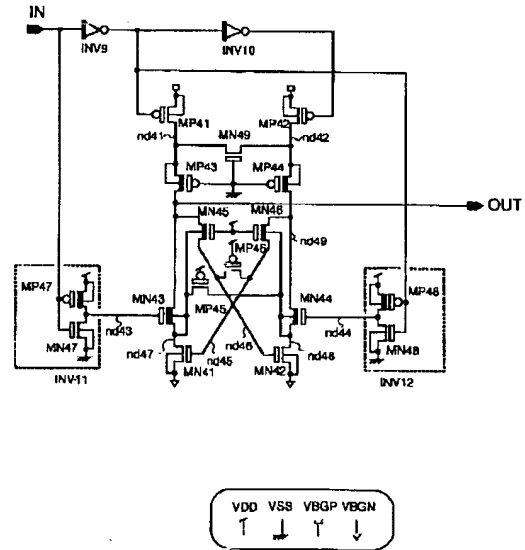 IN
INV9
INV10
MP41
MP42
nd41
MN49
nd42
MP43
MP44
OUT
MN45
MN46
nd49
MP46
MP47
MP48
MN43
MP45
MN44
nd43
nd44
MN47
nd47
nd45
nd46
nd48
MN48
MN41
MN42
INV11
INV12
VDD VSS VBGP VBGN